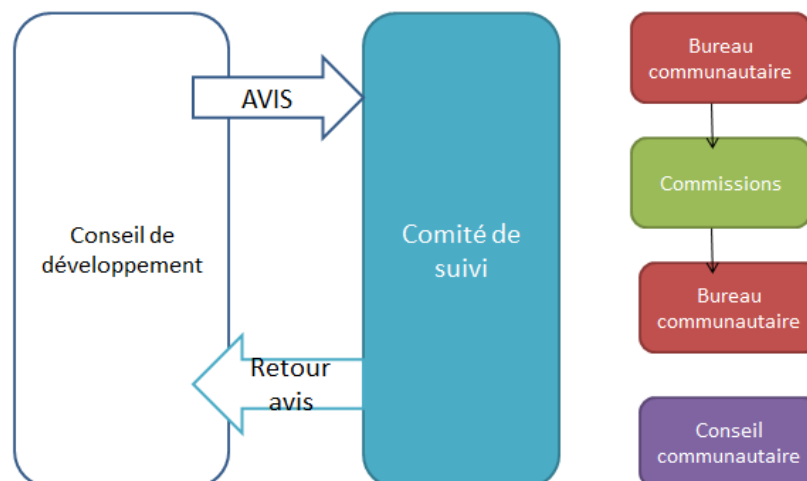 AVIS
Conseil de
développement
Retour
avis
Comité de
suivi
Bureau
communautaire
Commissions
Bureau
communautaire
Conseil
communautaire